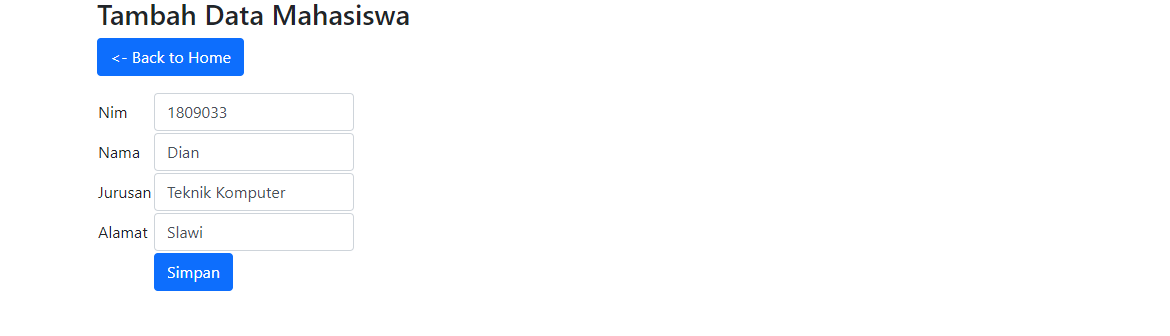 Tambah Data Mahasiswa
<- Back to Home
Nim 1809033
Nama Dian
Jurusan Teknik Komputer
Alamat Slawi
Simpan